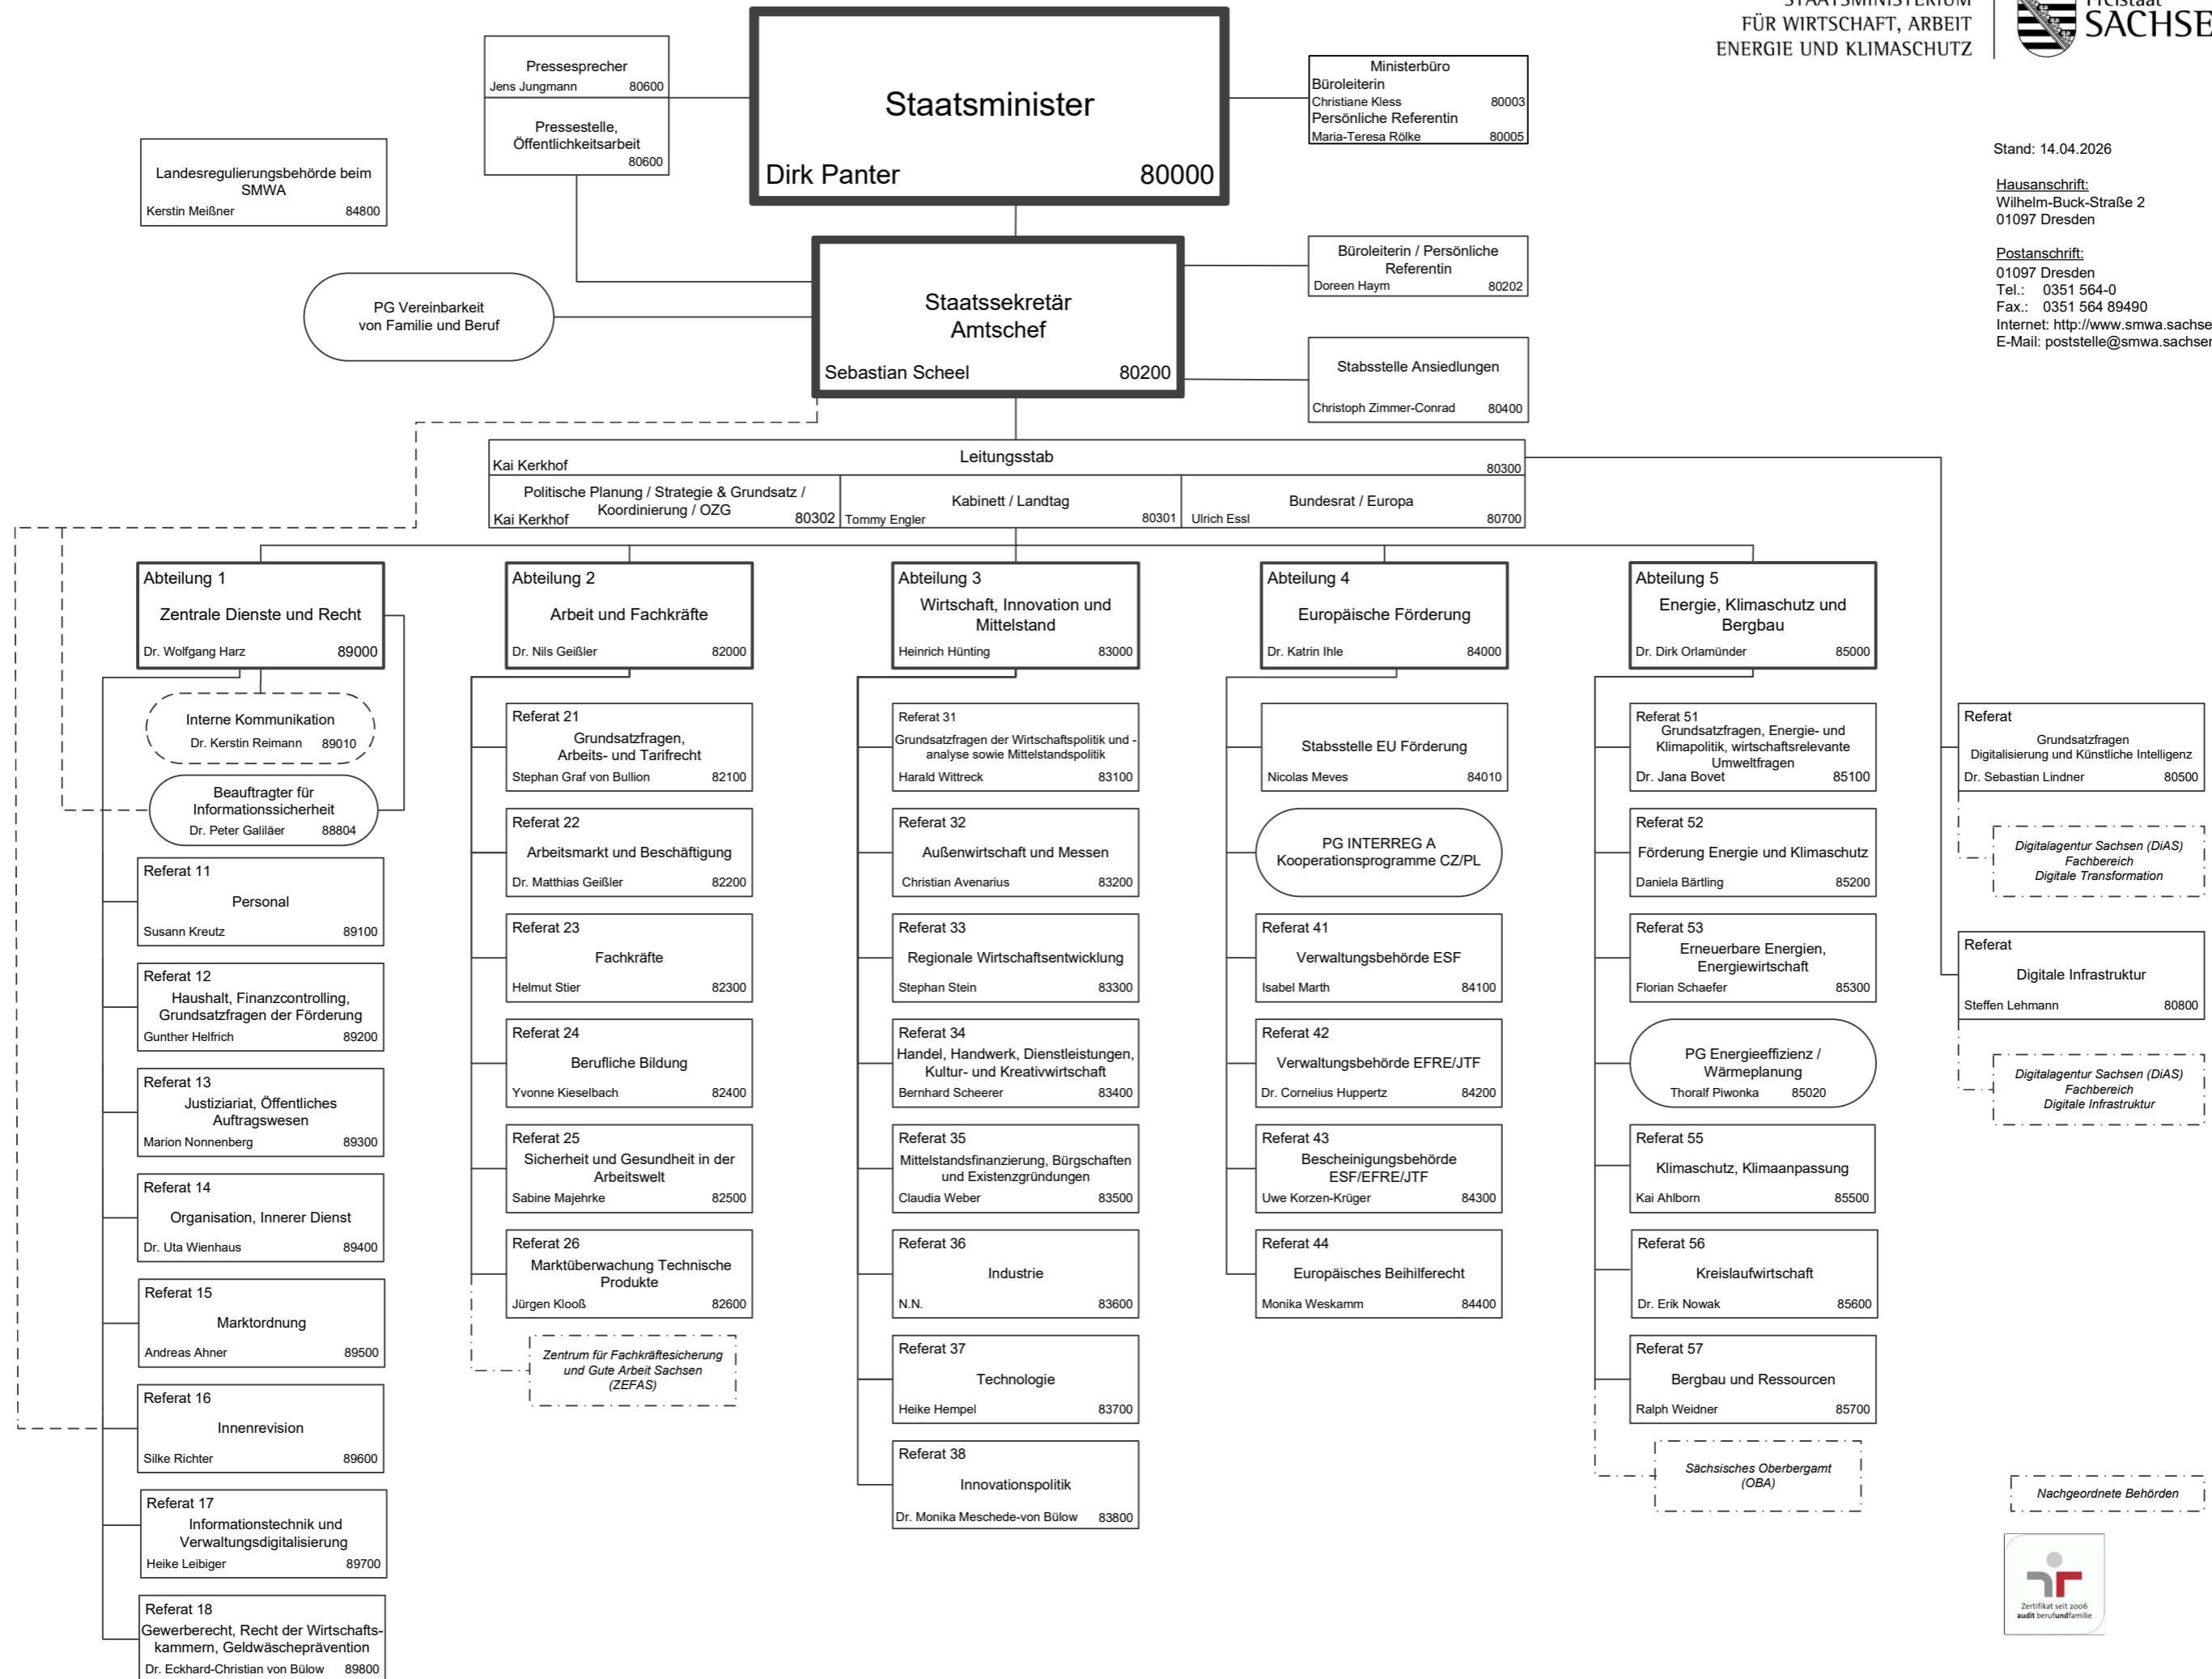 STAATSMINISTERIUM
FÜR WIRTSCHAFT, ARBEIT
ENERGIE UND KLIMASCHUTZ
Freistaat
SACHSE
Pressesprecher
Jens Jungmann 80600
Pressestelle,
Öffentlichkeitsarbeit
80600
Staatsminister
Dirk Panter 80000
Ministerbüro
Büroleiterin
Christiane Kless 80003
Persönliche Referentin
Maria-Teresa Rölke 80005
Landesregulierungsbehörde beim
SMWA
Kerstin Meißner 84800
Stand: 14.04.2026
Hausanschrift:
Wilhelm-Buck-Straße 2
01097 Dresden
Postanschrift:
01097 Dresden
Tel.: 0351 564-0
Fax.: 0351 564 89490
Internet: http://www.smwa.sachse
E-Mail: poststelle@smwa.sachser
PG Vereinbarkeit
von Familie und Beruf
Staatssekretär
Amtschef
Sebastian Scheel 80200
Büroleiterin / Persönliche
Referentin
Doreen Haym 80202
Stabsstelle Ansiedlungen
Christoph Zimmer-Conrad 80400
Leitungsstab
Kai Kerkhof 80300
Politische Planung / Strategie & Grundsatz /
Koordinierung / OZG
Kai Kerkhof 80302
Kabinett / Landtag
Tommy Engler 80301
Bundesrat / Europa
Ulrich Essl 80700
Abteilung 1
Zentrale Dienste und Recht
Dr. Wolfgang Harz 89000
Interne Kommunikation
Dr. Kerstin Reimann 89010
Beauftragter für
Informationssicherheit
Dr. Peter Galiläer 88804
Referat 11
Personal
Susann Kreutz 89100
Referat 12
Haushalt, Finanzcontrolling,
Grundsatzfragen der Förderung
Gunther Helfrich 89200
Referat 13
Justiziariat, Öffentliches
Auftragswesen
Marion Nonnenberg 89300
Referat 14
Organisation, Innerer Dienst
Dr. Uta Wienhaus 89400
Referat 15
Marktordnung
Andreas Ahner 89500
Referat 16
Innenrevision
Silke Richter 89600
Referat 17
Informationstechnik und
Verwaltungsdigitalisierung
Heike Leibiger 89700
Referat 18
Gewerberecht, Recht der Wirtschafts-
kammern, Geldwäscheprävention
Dr. Eckhard-Christian von Bülow 89800
Abteilung 2
Arbeit und Fachkräfte
Dr. Nils Geißler 82000
Referat 21
Grundsatzfragen,
Arbeits- und Tarifrecht
Stephan Graf von Bullion 82100
Referat 22
Arbeitsmarkt und Beschäftigung
Dr. Matthias Geißler 82200
Referat 23
Fachkräfte
Helmut Stier 82300
Referat 24
Berufliche Bildung
Yvonne Kieselbach 82400
Referat 25
Sicherheit und Gesundheit in der
Arbeitswelt
Sabine Majehrke 82500
Referat 26
Marktüberwachung Technische
Produkte
Jürgen Klooß 82600
Zentrum für Fachkräftesicherung
und Gute Arbeit Sachsen
(ZEFAS)
Abteilung 3
Wirtschaft, Innovation und
Mittelstand
Heinrich Hünting 83000
Referat 31
Grundsatzfragen der Wirtschaftspolitik und -
analyse sowie Mittelstandspolitik
Harald Wittreck 83100
Referat 32
Außenwirtschaft und Messen
Christian Avenarius 83200
Referat 33
Regionale Wirtschaftsentwicklung
Stephan Stein 83300
Referat 34
Handel, Handwerk, Dienstleistungen,
Kultur- und Kreativwirtschaft
Bernhard Scheerer 83400
Referat 35
Mittelstandsfinanzierung, Bürgschaften
und Existenzgründungen
Claudia Weber 83500
Referat 36
Industrie
N.N. 83600
Referat 37
Technologie
Heike Hempel 83700
Referat 38
Innovationspolitik
Dr. Monika Meschede-von Bülow 83800
Abteilung 4
Europäische Förderung
Dr. Katrin Ihle 84000
Stabsstelle EU Förderung
Nicolas Meves 84010
PG INTERREG A
Kooperationsprogramme CZ/PL
Referat 41
Verwaltungsbehörde ESF
Isabel Marth 84100
Referat 42
Verwaltungsbehörde EFRE/JTF
Dr. Cornelius Huppertz 84200
Referat 43
Bescheinigungsbehörde
ESF/EFRE/JTF
Uwe Korzen-Krüger 84300
Referat 44
Europäisches Beihilferecht
Monika Weskamm 84400
Abteilung 5
Energie, Klimaschutz und
Bergbau
Dr. Dirk Orlamünder 85000
Referat 51
Grundsatzfragen, Energie- und
Klimapolitik, wirtschaftsrelevante
Umweltfragen
Dr. Jana Bovet 85100
Referat 52
Förderung Energie und Klimaschutz
Daniela Bärtling 85200
Referat 53
Erneuerbare Energien,
Energiewirtschaft
Florian Schaefer 85300
PG Energieeffizienz /
Wärmeplanung
Thoralf Piwonka 85020
Referat 55
Klimaschutz, Klimaanpassung
Kai Ahlborn 85500
Referat 56
Kreislaufwirtschaft
Dr. Erik Nowak 85600
Referat 57
Bergbau und Ressourcen
Ralph Weidner 85700
Sächsisches Oberbergamt
(OBA)
Referat
Grundsatzfragen
Digitalisierung und Künstliche Intelligenz
Dr. Sebastian Lindner 80500
Digitalagentur Sachsen (DiAS)
Fachbereich
Digitale Transformation
Referat
Digitale Infrastruktur
Steffen Lehmann 80800
Digitalagentur Sachsen (DiAS)
Fachbereich
Digitale Infrastruktur
Nachgeordnete Behörden
Zertifikat seit 2006
audit berufundfamilie